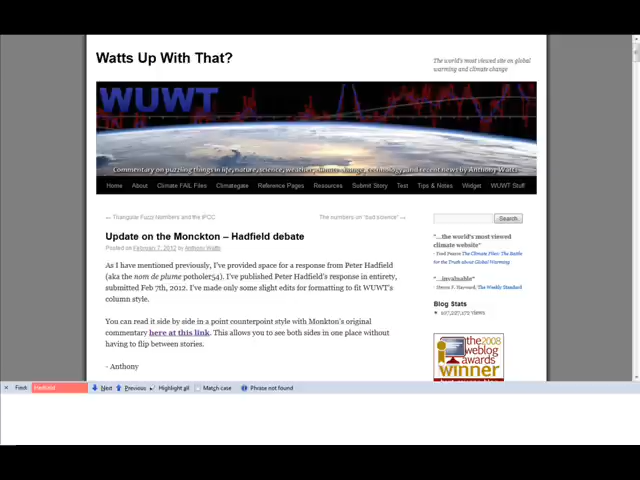 Watts Up With That?
The world's most viewed site on global
warming and climate change
WUWT
Commentary on puzzling things in life, nature, science, weather, climate change, technology, and recent news by Anthony Watts
Home About Climate FAIL Files Climategate Reference Pages Resources Submit Story Test Tips & Notes Widget WUWT Stuff
← Triangular Fuzzy Numbers and the IPCC
The numbers on "bad science" →
Search
Update on the Monckton – Hadfield debate
Posted on February 7, 2012 by Anthony Watts
As I have mentioned previously, I've provided space for a response from Peter Hadfield
(aka the nom de plume potholer54). I've published Peter Hadfield's response in entirety,
submitted Feb 7th, 2012. I've made only some slight edits for formatting to fit WUWT's
column style.
You can read it side by side in a point counterpoint style with Monckton's original
commentary here at this link. This allows you to see both sides in one place without
having to flip between stories.
- Anthony
"...the world's most viewed
climate website"
- Fred Pearce The Climate Files: The Battle
for the Truth about Global Warming
"...invaluable"
The Weekly Standard
Blog Stats
views
the 2008
weblog
awards
winner
Find:
Next Previous Highlight all Match case Phrase not found